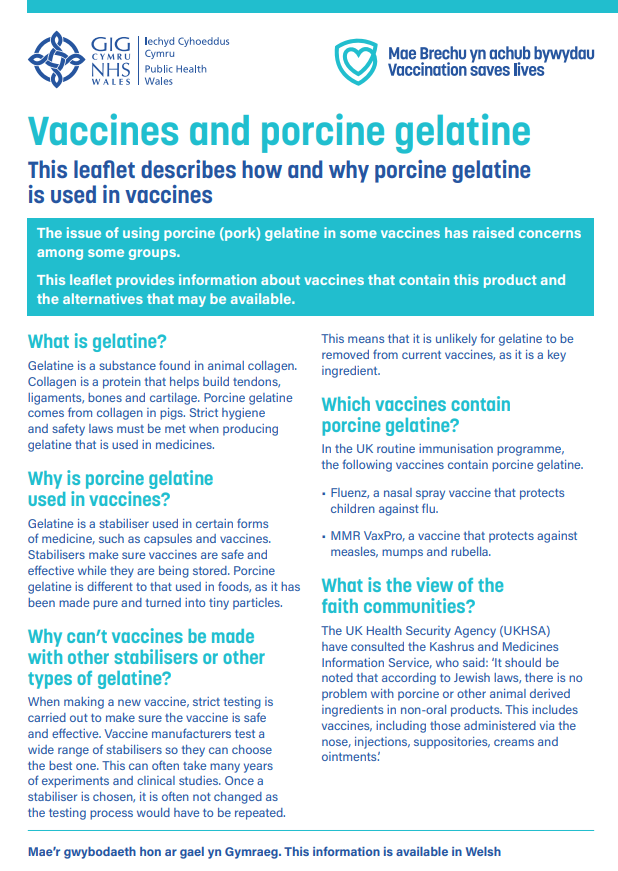 GIG
CYMRU
NHS
WALES
Iechyd Cyhoeddus
Cymru
Public Health
Wales
Mae Brechu yn achub bywydau
Vaccination saves lives
Vaccines and porcine gelatine
This leaflet describes how and why porcine gelatine
is used in vaccines
The issue of using porcine (pork) gelatine in some vaccines has raised concerns
among some groups.
This leaflet provides information about vaccines that contain this product and
the alternatives that may be available.
What is gelatine?
Gelatine is a substance found in animal collagen.
Collagen is a protein that helps build tendons,
ligaments, bones and cartilage. Porcine gelatine
comes from collagen in pigs. Strict hygiene
and safety laws must be met when producing
gelatine that is used in medicines.
Why is porcine gelatine
used in vaccines?
Gelatine is a stabiliser used in certain forms
of medicine, such as capsules and vaccines.
Stabilisers make sure vaccines are safe and
effective while they are being stored. Porcine
gelatine is different to that used in foods, as it has
been made pure and turned into tiny particles.
Why can't vaccines be made
with other stabilisers or other
types of gelatine?
When making a new vaccine, strict testing is
carried out to make sure the vaccine is safe
and effective. Vaccine manufacturers test a
wide range of stabilisers so they can choose
the best one. This can often take many years
of experiments and clinical studies. Once a
stabiliser is chosen, it is often not changed as
the testing process would have to be repeated.
This means that it is unlikely for gelatine to be
removed from current vaccines, as it is a key
ingredient.
Which vaccines contain
porcine gelatine?
In the UK routine immunisation programme,
the following vaccines contain porcine gelatine.
• Fluenz, a nasal spray vaccine that protects
children against flu.
• MMR VaxPro, a vaccine that protects against
measles, mumps and rubella.
What is the view of the
faith communities?
The UK Health Security Agency (UKHSA)
have consulted the Kashrus and Medicines
Information Service, who said: 'It should be
noted that according to Jewish laws, there is no
problem with porcine or other animal derived
ingredients in non-oral products. This includes
vaccines, including those administered via the
nose, injections, suppositories, creams and
ointments.'
Mae'r gwybodaeth hon ar gael yn Gymraeg. This information is available in Welsh